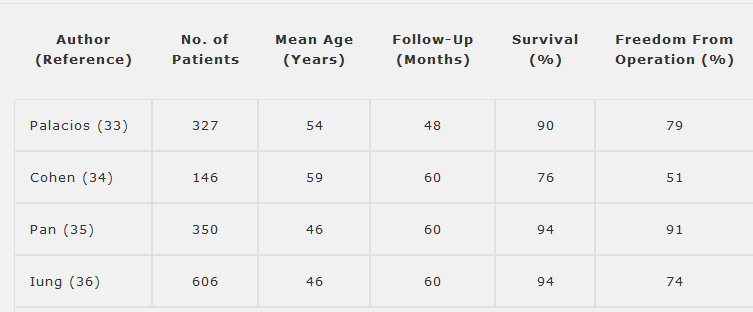 Author (Reference) No. of Patients Mean Age (Years) Follow-Up (Months) Survival (%) Freedom From Operation (%)
Palacios (33) 327 54 48 90 79
Cohen (34) 146 59 60 76 51
Pan (35) 350 46 60 94 91
Iung (36) 606 46 60 94 74